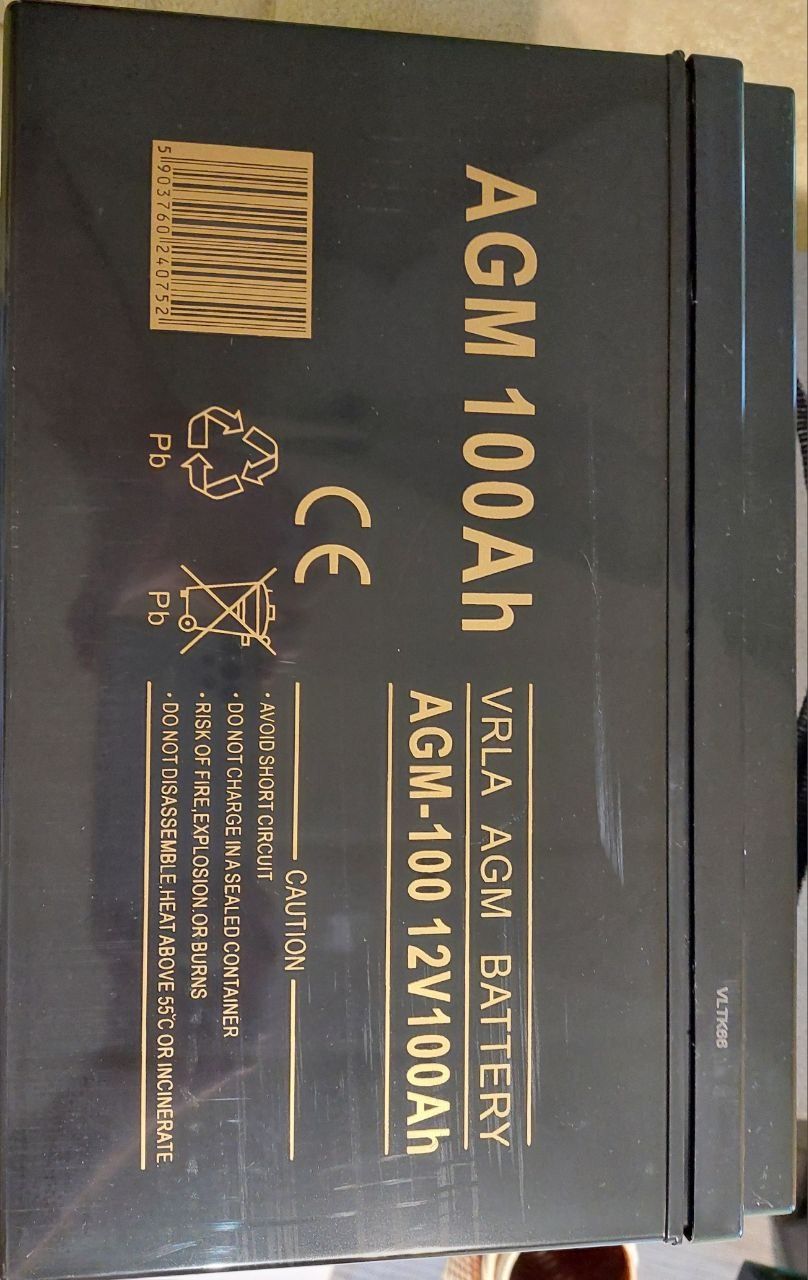 VLTK66
AGM 100Ah
VRLA AGM BATTERY
AGM-100 12V100Ah
CE
CAUTION
· AVOID SHORT CIRCUIT
· DO NOT CHARGE IN A SEALED CONTAINER
· RISK OF FIRE,EXPLOSION,OR BURNS
· DO NOT DISASSEMBLE,HEAT ABOVE 55℃ OR INCINERATE
5903760240752
Pb
Pb